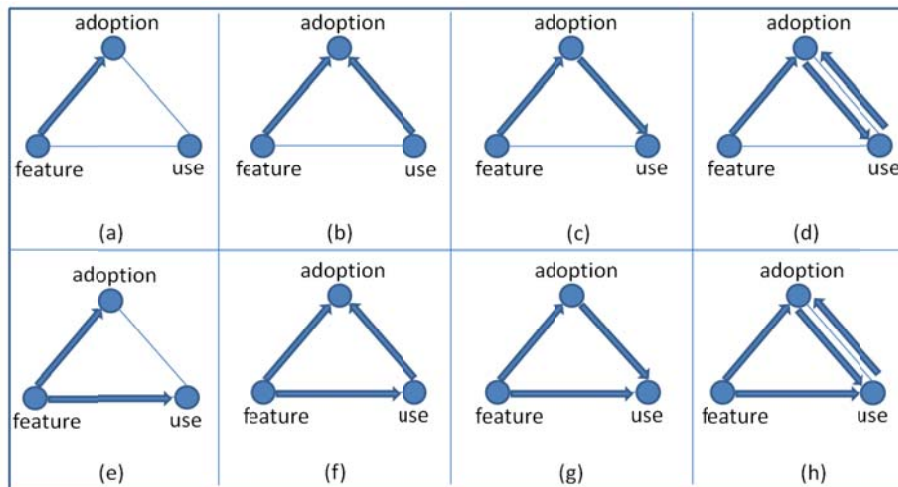 adoption adoption adoption adoption
feature use feature use feature use feature use
(a) (b) (c) (d)
adoption adoption adoption adoption
feature use feature use feature use feature use
(e) (f) (g) (h)